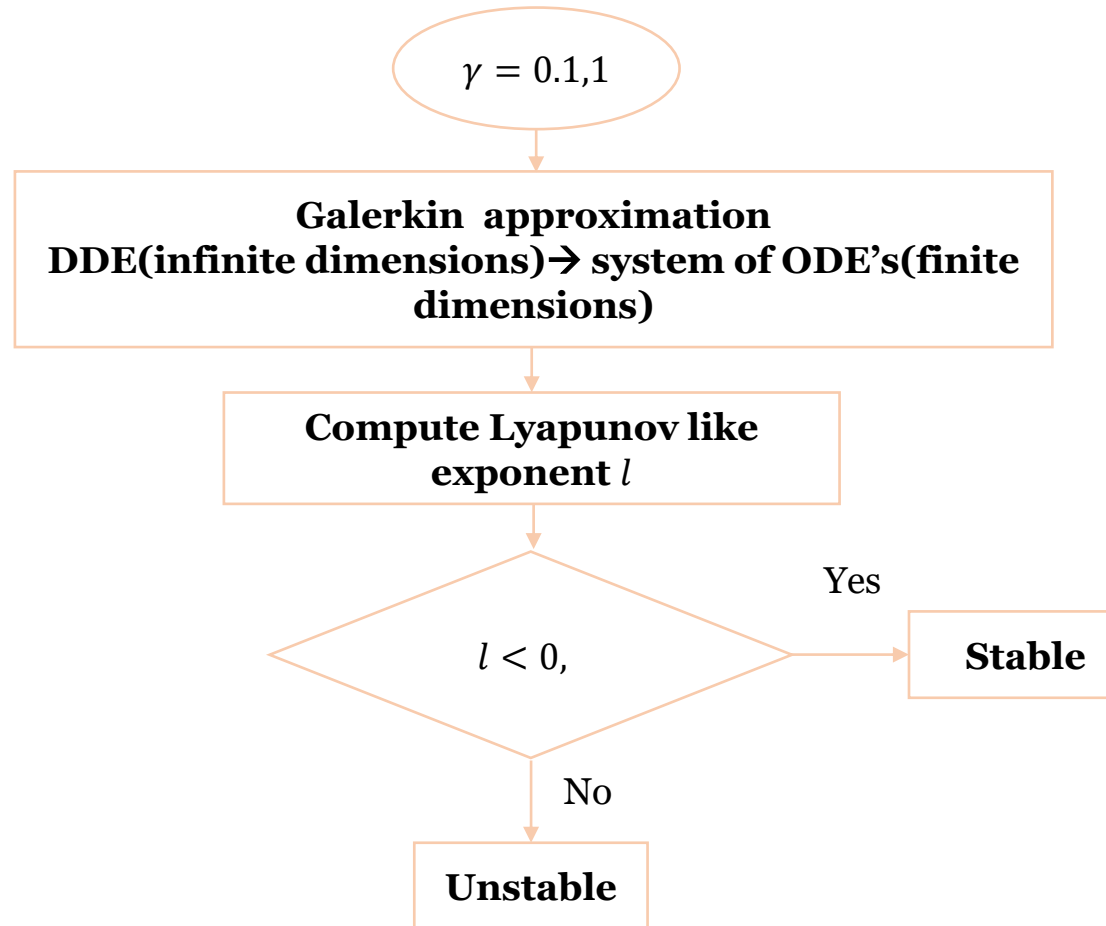 γ = 0.1,1
Galerkin approximation
DDE(infinite dimensions)→ system of ODE’s(finite
dimensions)
Compute Lyapunov like
exponent l
l < 0,
Yes
Stable
No
Unstable